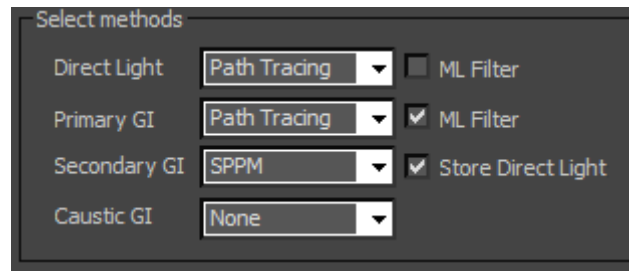 Select methods
Direct Light Path Tracing ML Filter
Primary GI Path Tracing ML Filter
Secondary GI SPPM Store Direct Light
Caustic GI None